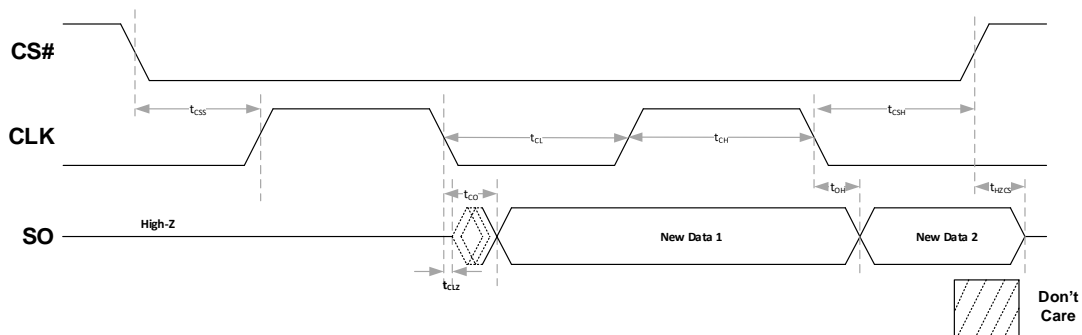 CS#
tCSS
tCSH
CLK
tCL
tCH
tCO
tOH
tHZCS
High-Z
SO
New Data 1
New Data 2
tCLZ
Don't
Care